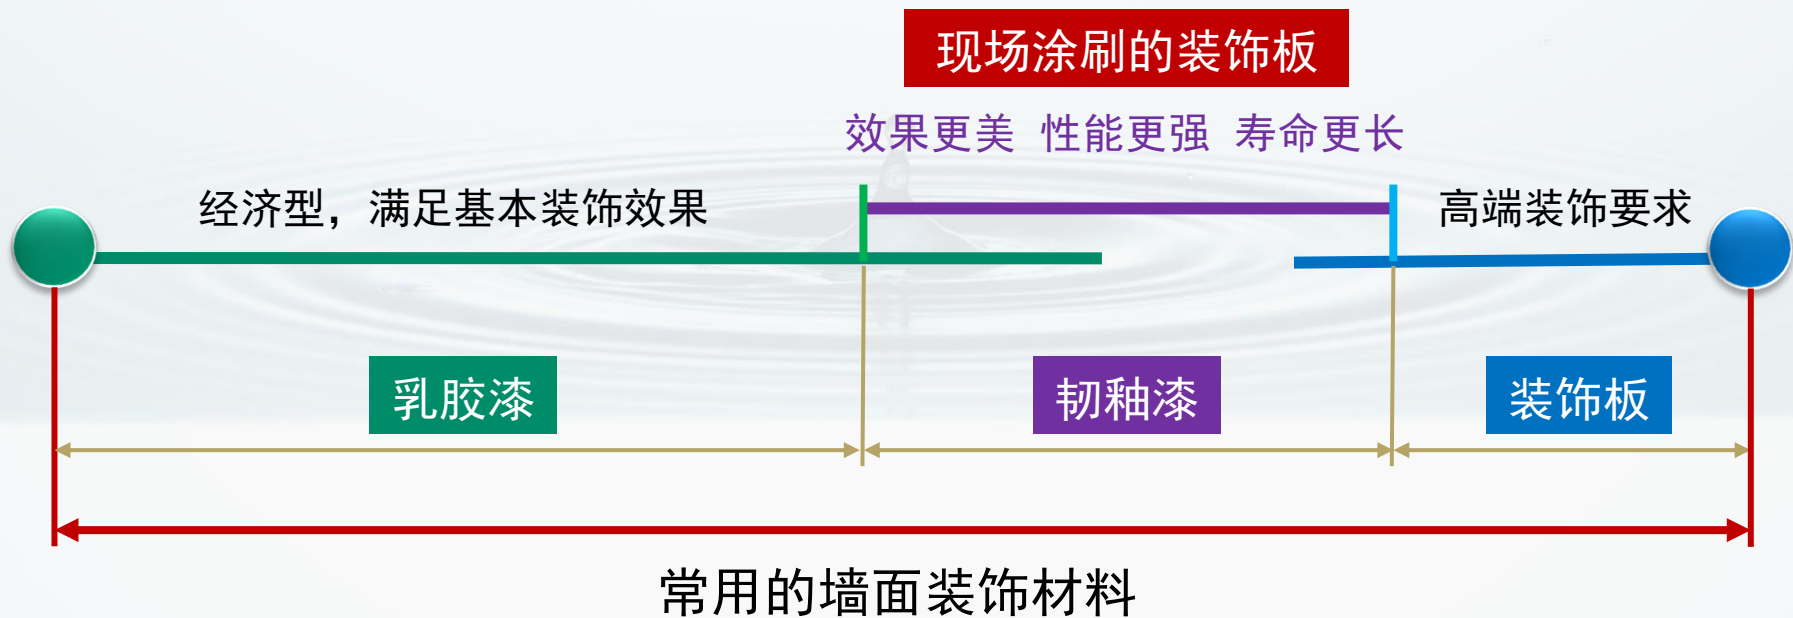 现场涂刷的装饰板
效果更美 性能更强 寿命更长
经济型，满足基本装饰效果
高端装饰要求
乳胶漆
韧釉漆
装饰板
常用的墙面装饰材料